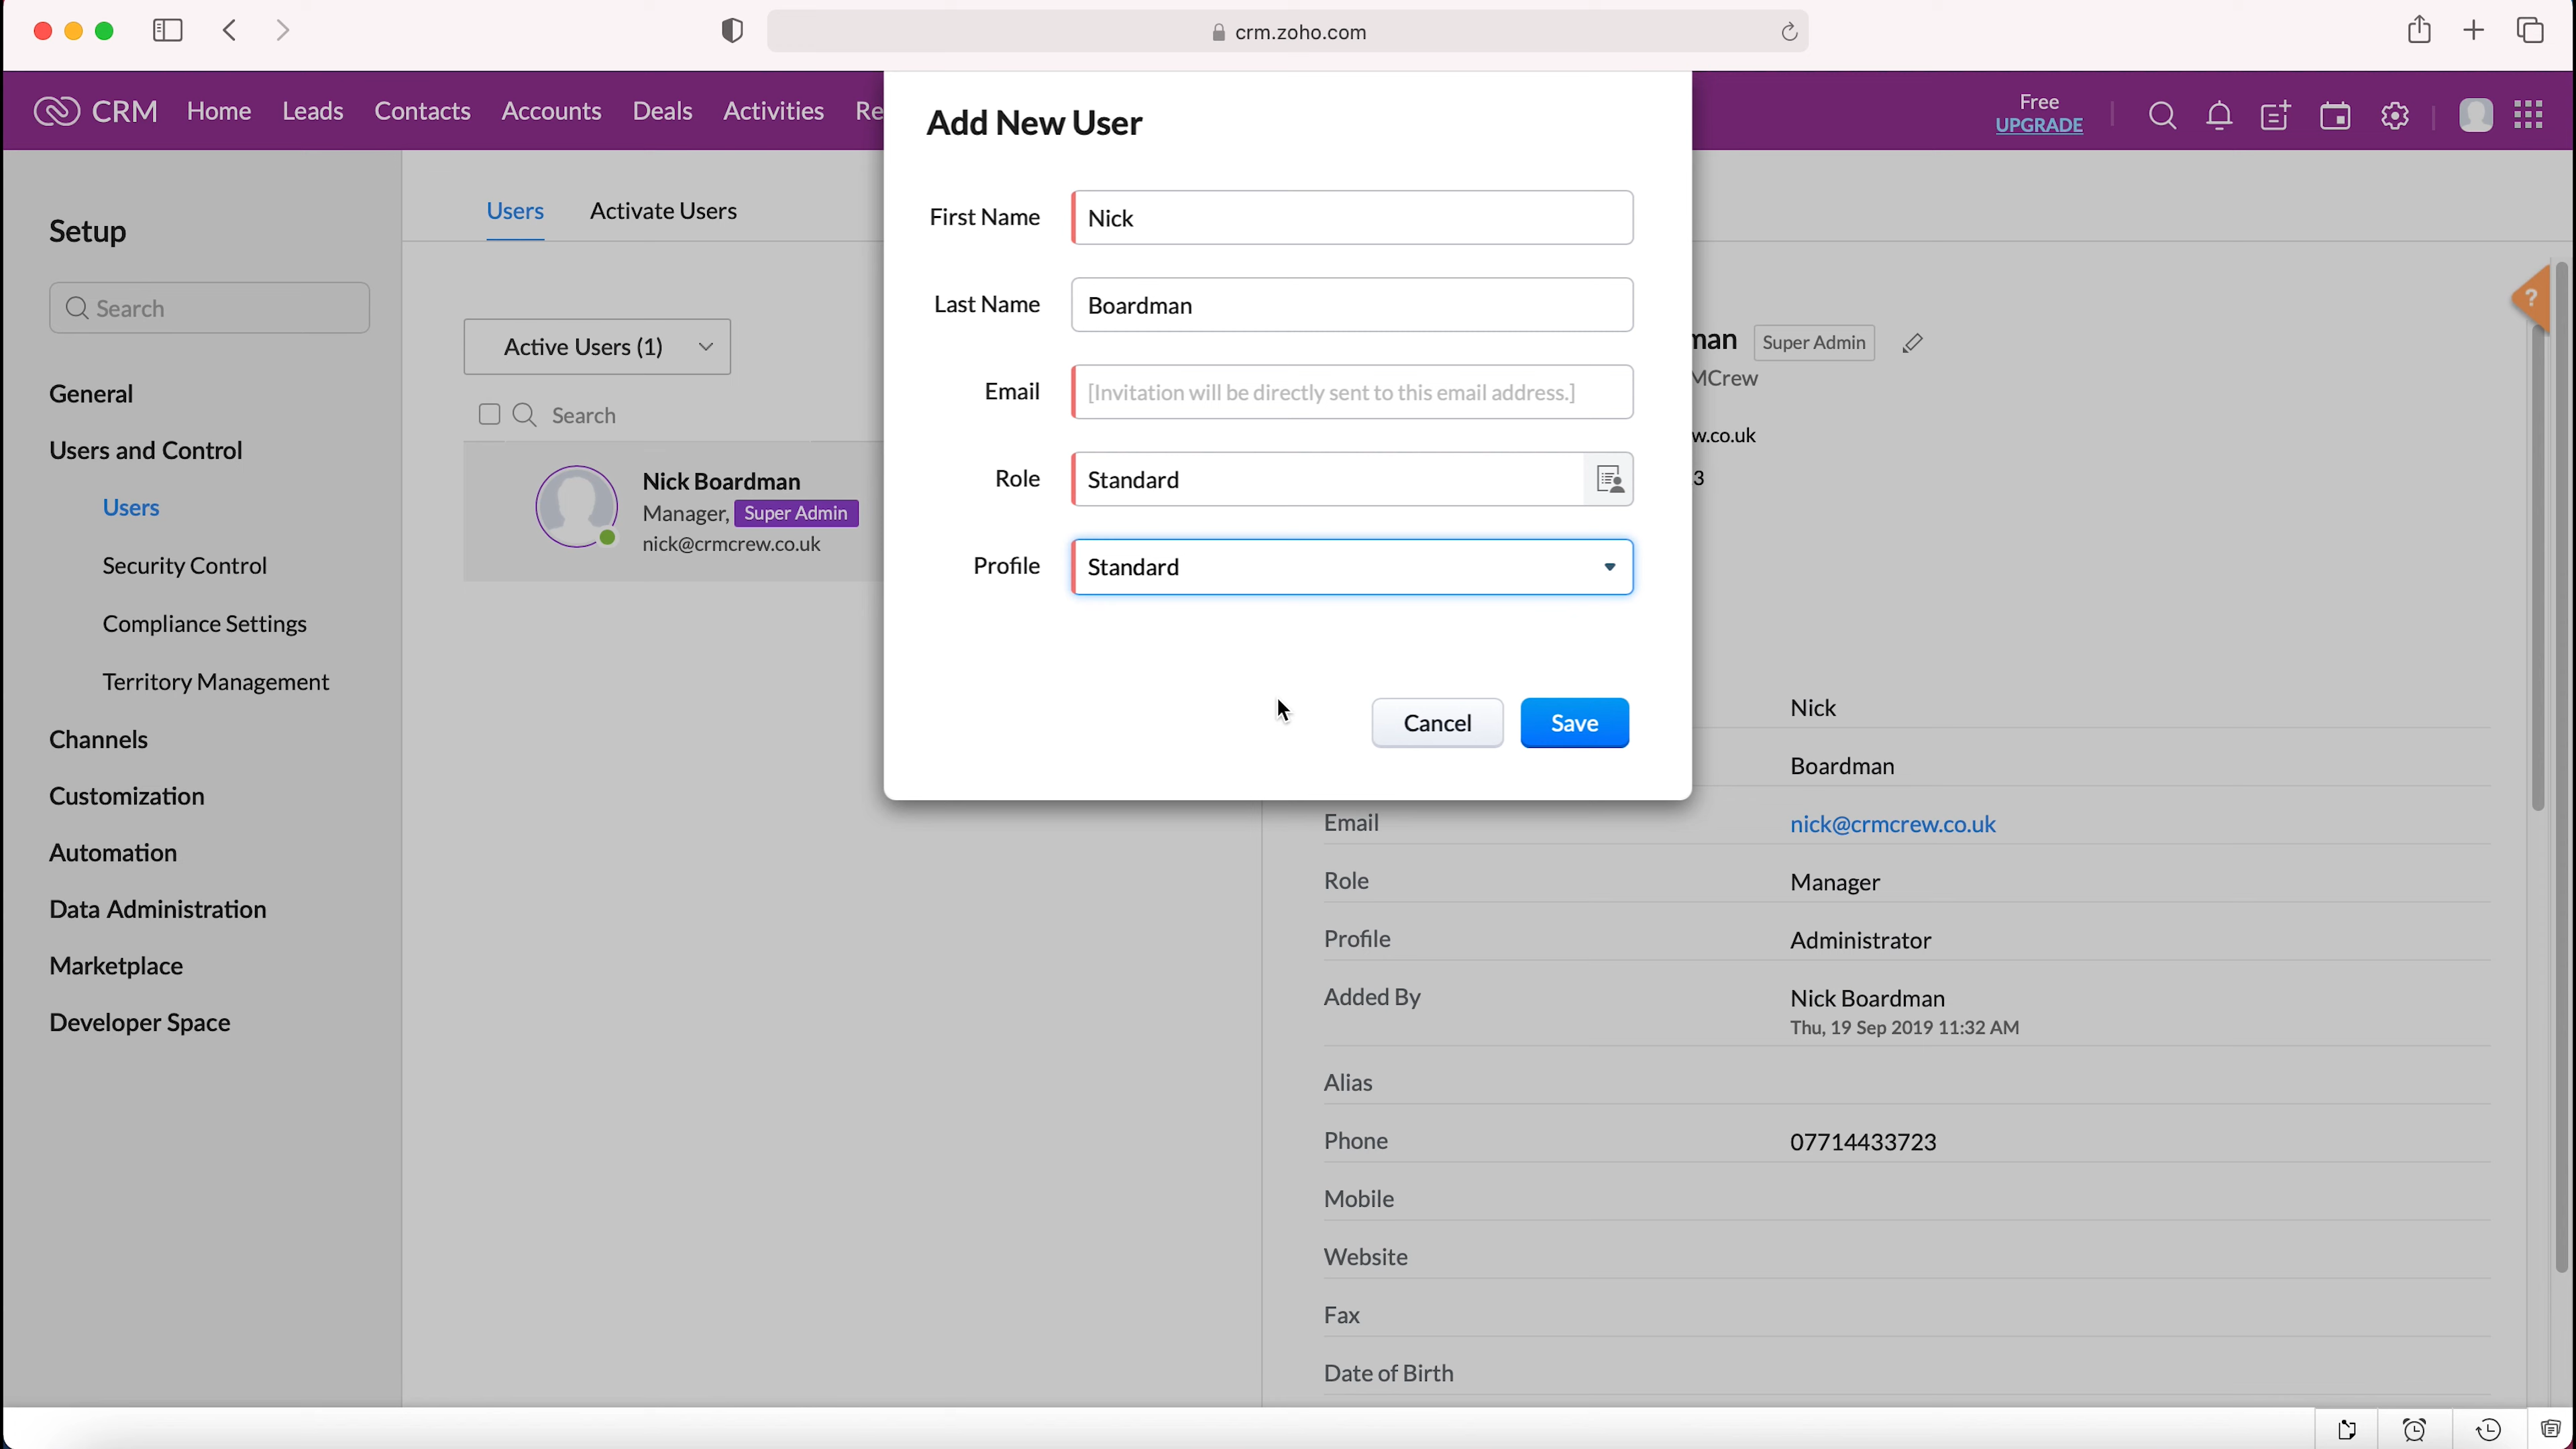 crm.zoho.com
CRM Home Leads Contacts Accounts Deals Activities Re
Free
UPGRADE
Setup
Search
General
Users and Control
Users
Security Control
Compliance Settings
Territory Management
Channels
Customization
Automation
Data Administration
Marketplace
Developer Space
Users Activate Users
Active Users (1)
Search
Nick Boardman
Manager, Super Admin
nick@crmcrew.co.uk
Add New User
First Name Nick
Last Name Boardman
Email [Invitation will be directly sent to this email address.]
Role Standard
Profile Standard
Cancel Save
man Super Admin
MCrew
w.co.uk
3
?
Nick
Boardman
Email nick@crmcrew.co.uk
Role Manager
Profile Administrator
Added By Nick Boardman
Thu, 19 Sep 2019 11:32 AM
Alias
Phone 07714433723
Mobile
Website
Fax
Date of Birth